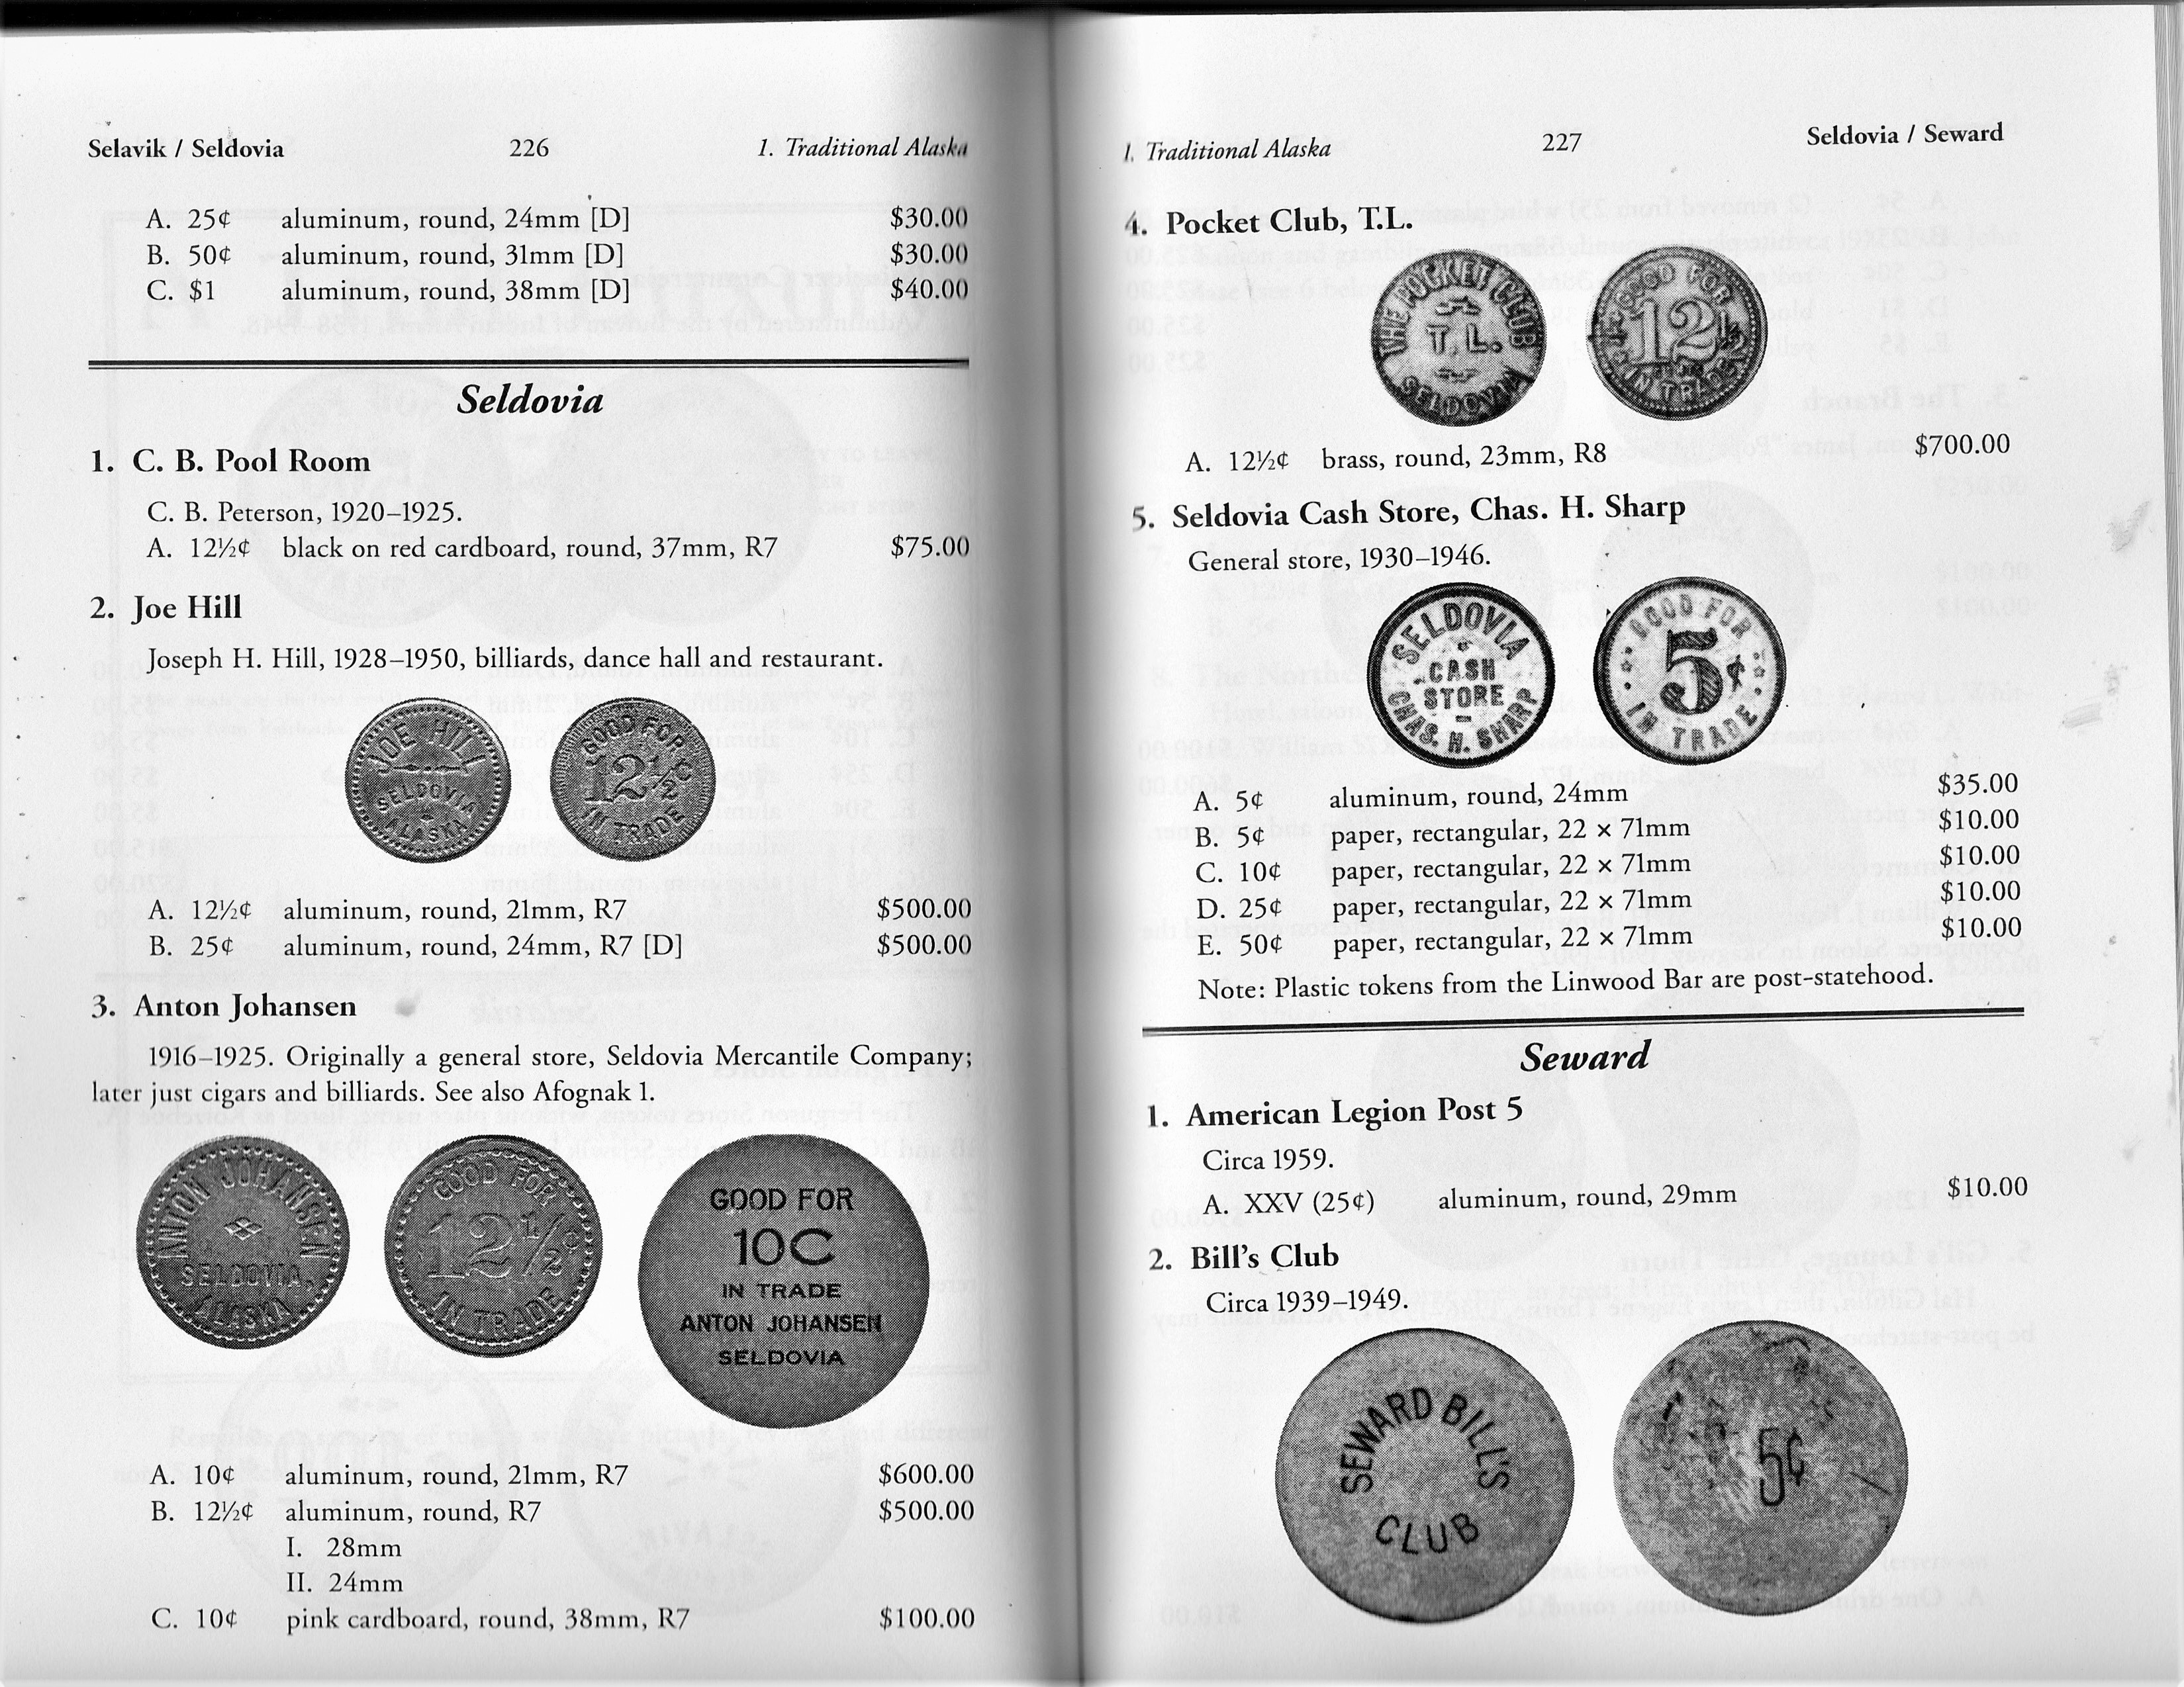 Selavik / Seldovia 226 1. Traditional Alaska
A. 25¢ aluminum, round, 24mm [D] $30.00
B. 50¢ aluminum, round, 31mm [D] $30.00
C. $1 aluminum, round, 38mm [D] $40.00
Seldovia
1. C. B. Pool Room
C. B. Peterson, 1920–1925.
A. 12½¢ black on red cardboard, round, 37mm, R7 $75.00
2. Joe Hill
Joseph H. Hill, 1928–1950, billiards, dance hall and restaurant.
JOE HILL
SELDOVIA
ALASKA
GOOD FOR
12½¢
IN TRADE
A. 12½¢ aluminum, round, 21mm, R7 $500.00
B. 25¢ aluminum, round, 24mm, R7 [D] $500.00
3. Anton Johansen
1916–1925. Originally a general store, Seldovia Mercantile Company;
later just cigars and billiards. See also Afognak 1.
ANTON JOHANSEN
SELDOVIA,
ALASKA
GOOD FOR
12½¢
IN TRADE
GOOD FOR
10C
IN TRADE
ANTON JOHANSEN
SELDOVIA
A. 10¢ aluminum, round, 21mm, R7 $600.00
B. 12½¢ aluminum, round, R7 $500.00
I. 28mm
II. 24mm
C. 10¢ pink cardboard, round, 38mm, R7 $100.00
1. Traditional Alaska 227 Seldovia / Seward
4. Pocket Club, T.L.
THE POCKET CLUB
T.L.
SELDOVIA
GOOD FOR
12½
IN TRADE
A. 12½¢ brass, round, 23mm, R8 $700.00
5. Seldovia Cash Store, Chas. H. Sharp
General store, 1930–1946.
SELDOVIA
CASH
STORE
CHAS. H. SHARP
GOOD FOR
5¢
IN TRADE
A. 5¢ aluminum, round, 24mm $35.00
B. 5¢ paper, rectangular, 22 × 71mm $10.00
C. 10¢ paper, rectangular, 22 × 71mm $10.00
D. 25¢ paper, rectangular, 22 × 71mm $10.00
E. 50¢ paper, rectangular, 22 × 71mm $10.00
Note: Plastic tokens from the Linwood Bar are post-statehood.
Seward
1. American Legion Post 5
Circa 1959.
A. XXV (25¢) aluminum, round, 29mm $10.00
2. Bill's Club
Circa 1939–1949.
SEWARD BILL'S
CLUB
5¢